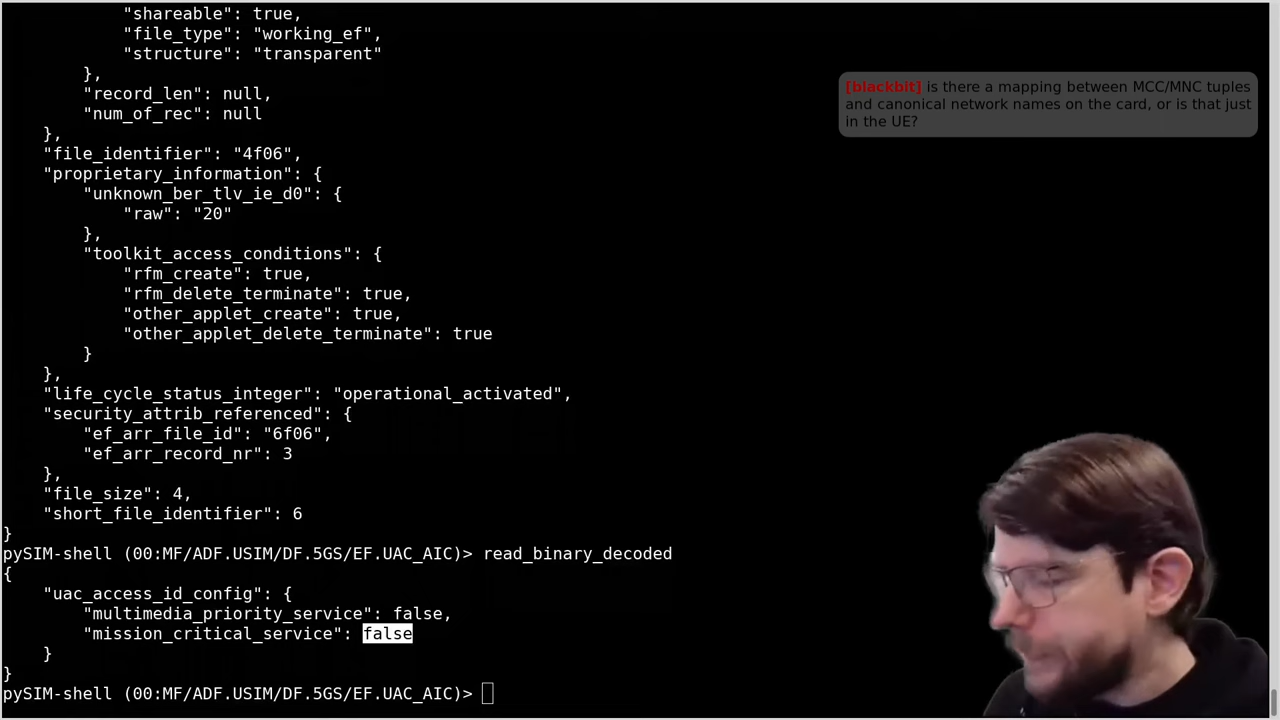 "shareable": true,
"file_type": "working_ef",
"structure": "transparent"
},
"record_len": null,
"num_of_rec": null
},
"file_identifier": "4f06",
"proprietary_information": {
"unknown_ber_tlv_ie_d0": {
"raw": "20"
},
"toolkit_access_conditions": {
"rfm_create": true,
"rfm_delete_terminate": true,
"other_applet_create": true,
"other_applet_delete_terminate": true
}
},
"life_cycle_status_integer": "operational_activated",
"security_attrib_referenced": {
"ef_arr_file_id": "6f06",
"ef_arr_record_nr": 3
},
"file_size": 4,
"short_file_identifier": 6
}
pySIM-shell (00:MF/ADF.USIM/DF.5GS/EF.UAC_AIC)> read_binary_decoded
{
"uac_access_id_config": {
"multimedia_priority_service": false,
"mission_critical_service": false
}
}
pySIM-shell (00:MF/ADF.USIM/DF.5GS/EF.UAC_AIC)>
[blackbit] is there a mapping between MCC/MNC tuples
and canonical network names on the card, or is that just
in the UE?